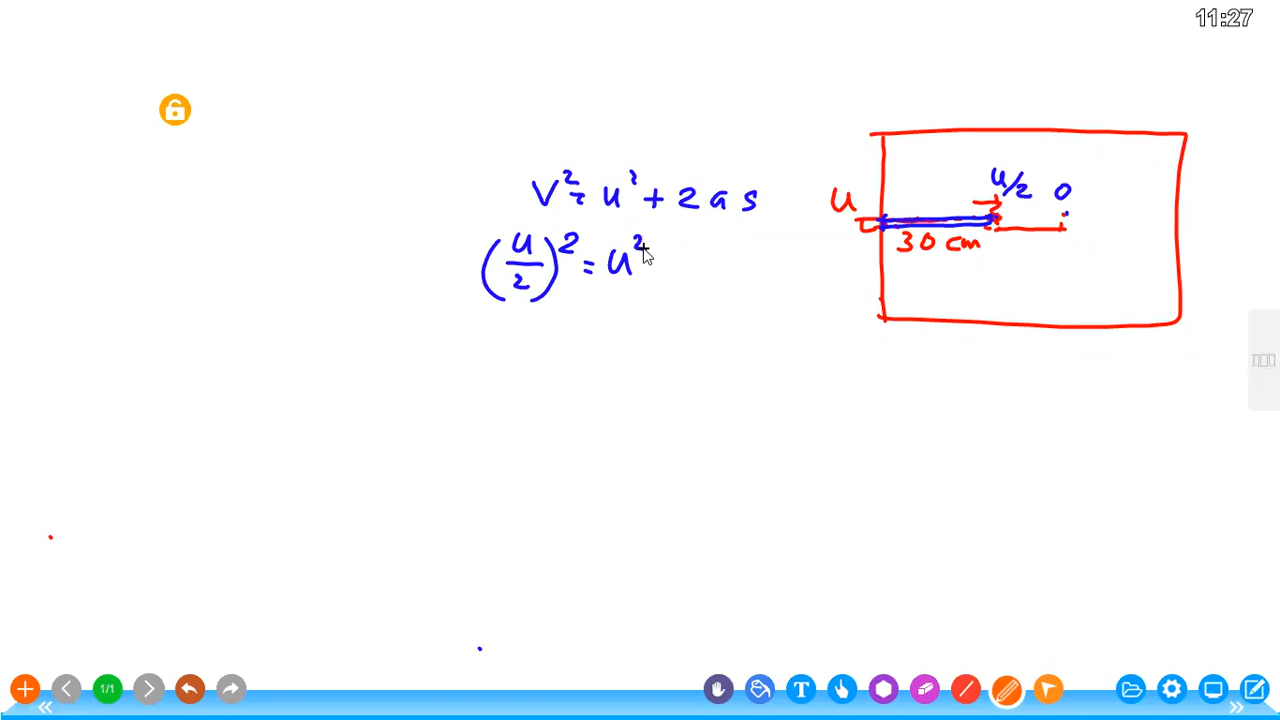 11:27
V² = u² + 2 a s
(u/2)² = u²
u
u/2 0
30 cm
1/1
T